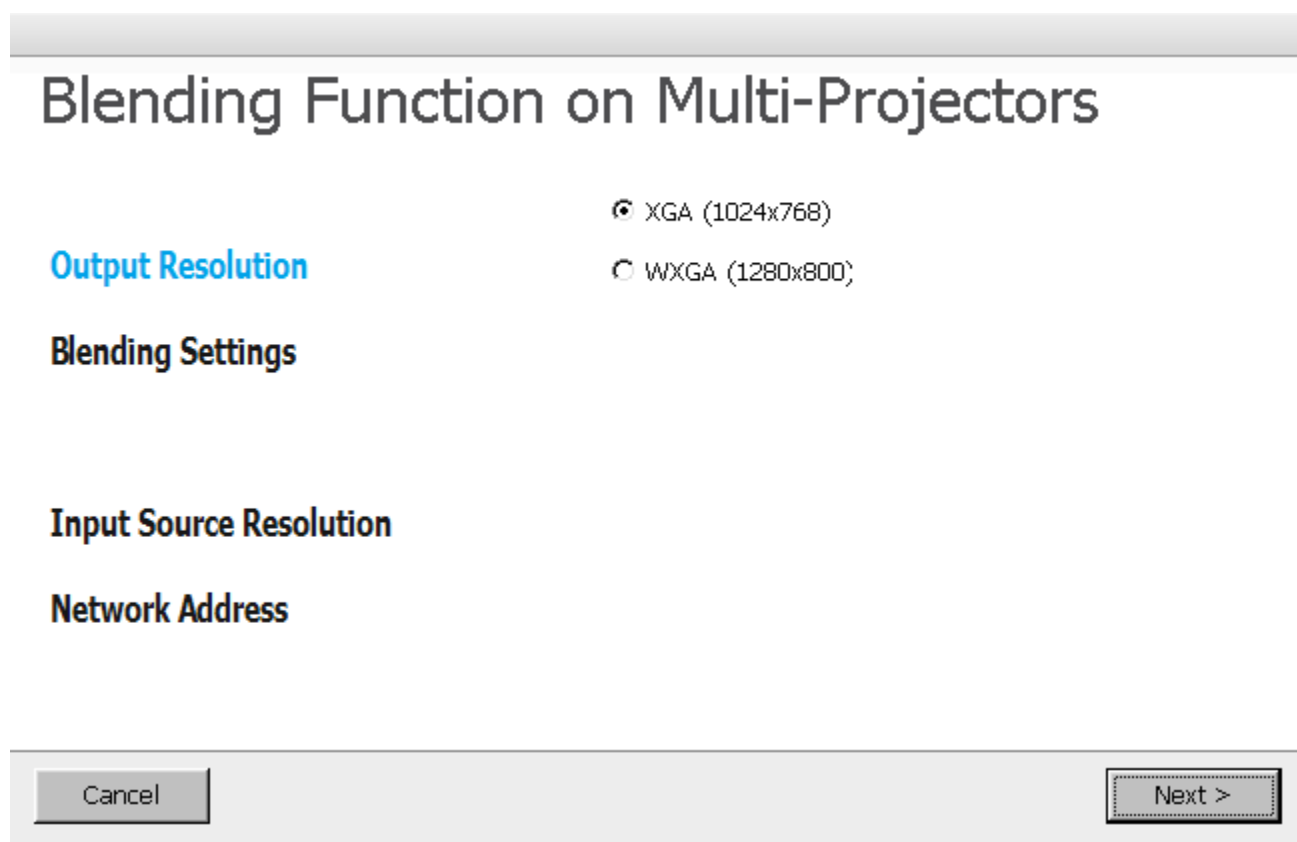 Blending Function on Multi-Projectors
XGA (1024x768)
Output Resolution
WXGA (1280x800)
Blending Settings
Input Source Resolution
Network Address
Cancel
Next >